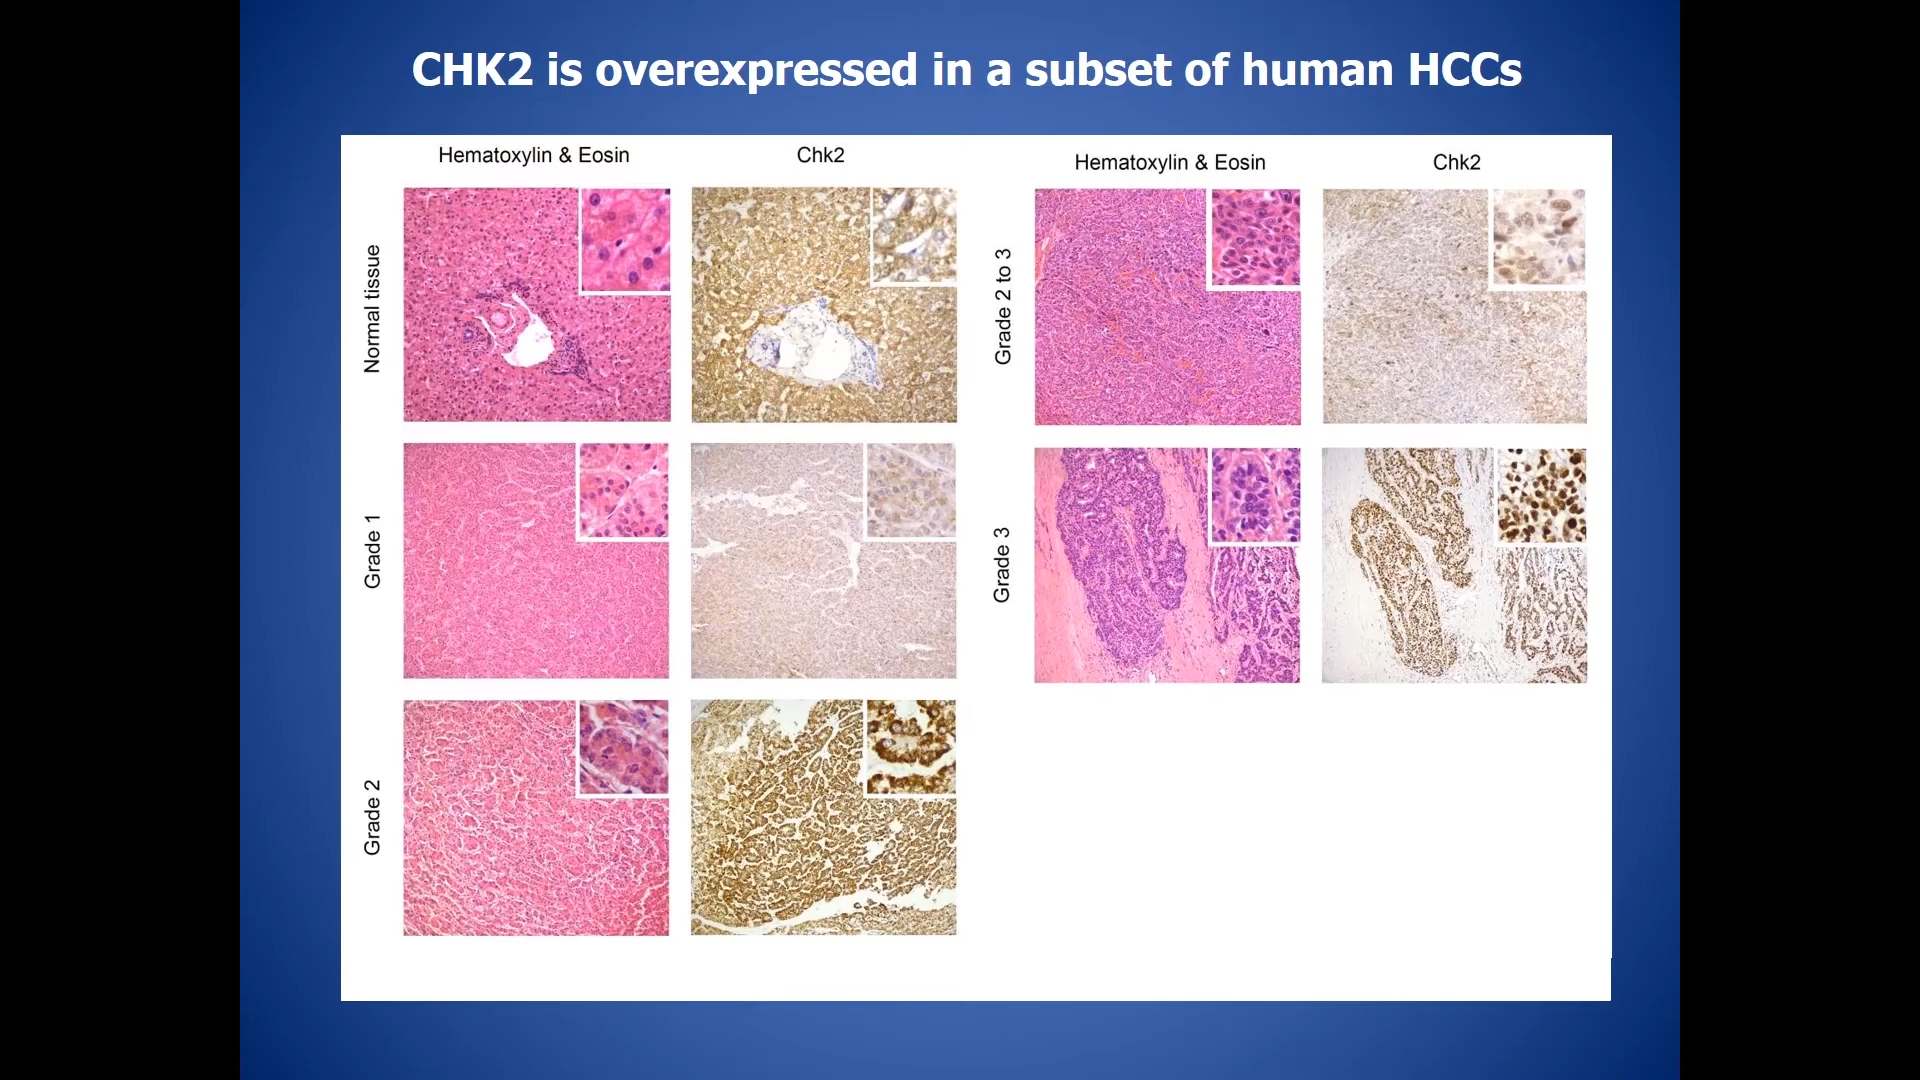 CHK2 is overexpressed in a subset of human HCCs
Hematoxylin & Eosin
Chk2
Normal tissue
Grade 1
Grade 2
Hematoxylin & Eosin
Chk2
Grade 2 to 3
Grade 3